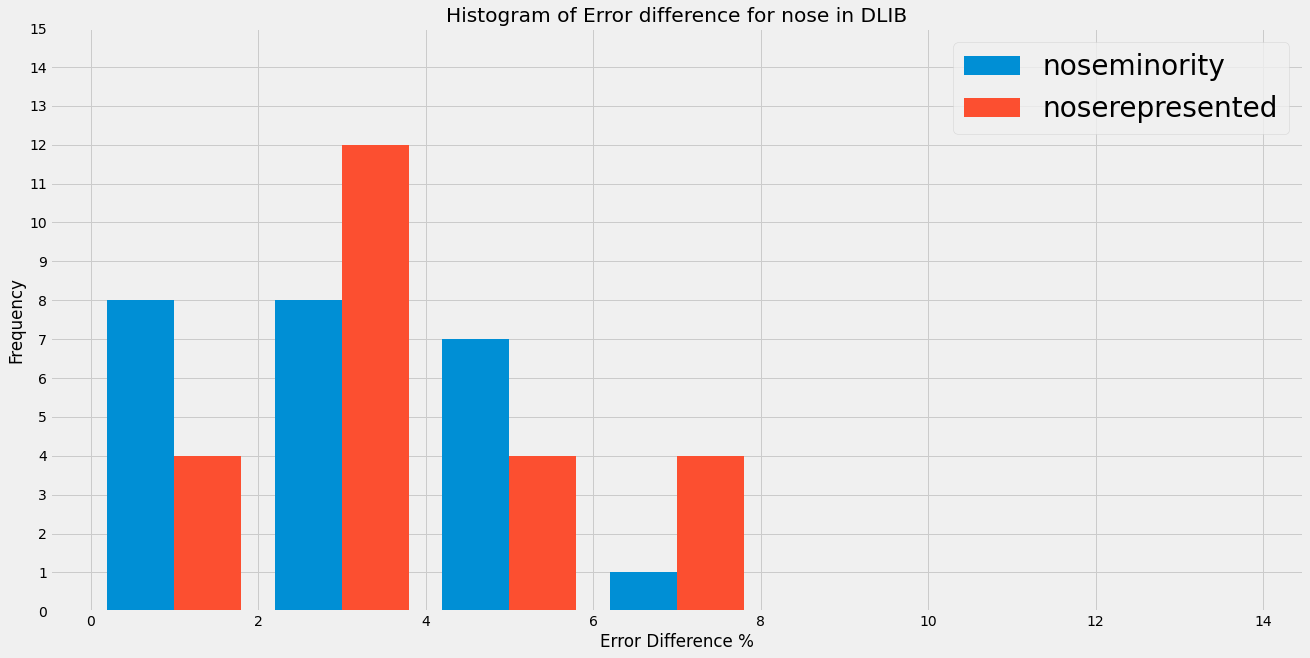 Histogram of Error difference for nose in DLIB
15
14
13
12
11
10
9
8
7
6
5
4
3
2
1
0
Frequency
noseminority
noserepresented
0 2 4 6 8 10 12 14
Error Difference %